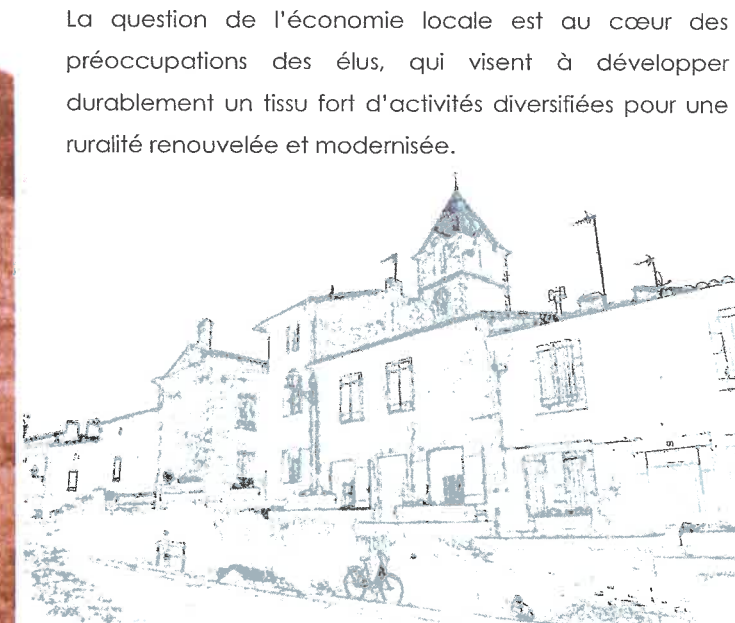 La question de l'économie locale est au cœur des
préoccupations des élus, qui visent à développer
durablement un tissu fort d'activités diversifiées pour une
ruralité renouvelée et modernisée.